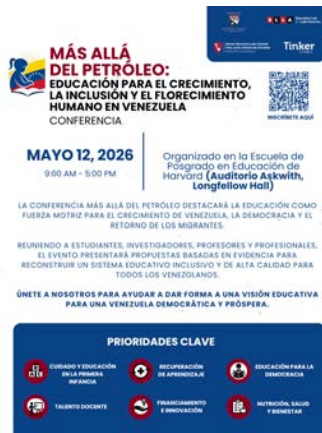 Tinker
INSCRÍBETE AQUÍ
MÁS ALLÁ
DEL PETRÓLEO:
EDUCACIÓN PARA EL CRECIMIENTO,
LA INCLUSIÓN Y EL FLORECIMIENTO
HUMANO EN VENEZUELA
CONFERENCIA
MAYO 12, 2026
9:00 AM - 5:00 PM
Organizado en la Escuela de
Posgrado en Educación de
Harvard (Auditorio Askwith,
Longfellow Hall)
LA CONFERENCIA MÁS ALLÁ DEL PETRÓLEO DESTACARÁ LA EDUCACIÓN COMO
FUERZA MOTRIZ PARA EL CRECIMIENTO DE VENEZUELA, LA DEMOCRACIA Y EL
RETORNO DE LOS MIGRANTES.
REUNIENDO A ESTUDIANTES, INVESTIGADORES, PROFESORES Y PROFESIONALES,
EL EVENTO PRESENTARÁ PROPUESTAS BASADAS EN EVIDENCIA PARA
RECONSTRUIR UN SISTEMA EDUCATIVO INCLUSIVO Y DE ALTA CALIDAD PARA
TODOS LOS VENEZOLANOS.
ÚNETE A NOSOTROS PARA AYUDAR A DAR FORMA A UNA VISIÓN EDUCATIVA
PARA UNA VENEZUELA DEMOCRÁTICA Y PRÓSPERA.
PRIORIDADES CLAVE
CUIDADO Y EDUCACIÓN
EN LA PRIMERA
INFANCIA
RECUPERACIÓN
DE APRENDIZAJE
EDUCACIÓN PARA LA
DEMOCRACIA
TALENTO DOCENTE
FINANCIAMIENTO
E INNOVACIÓN
NUTRICIÓN, SALUD
Y BIENESTAR